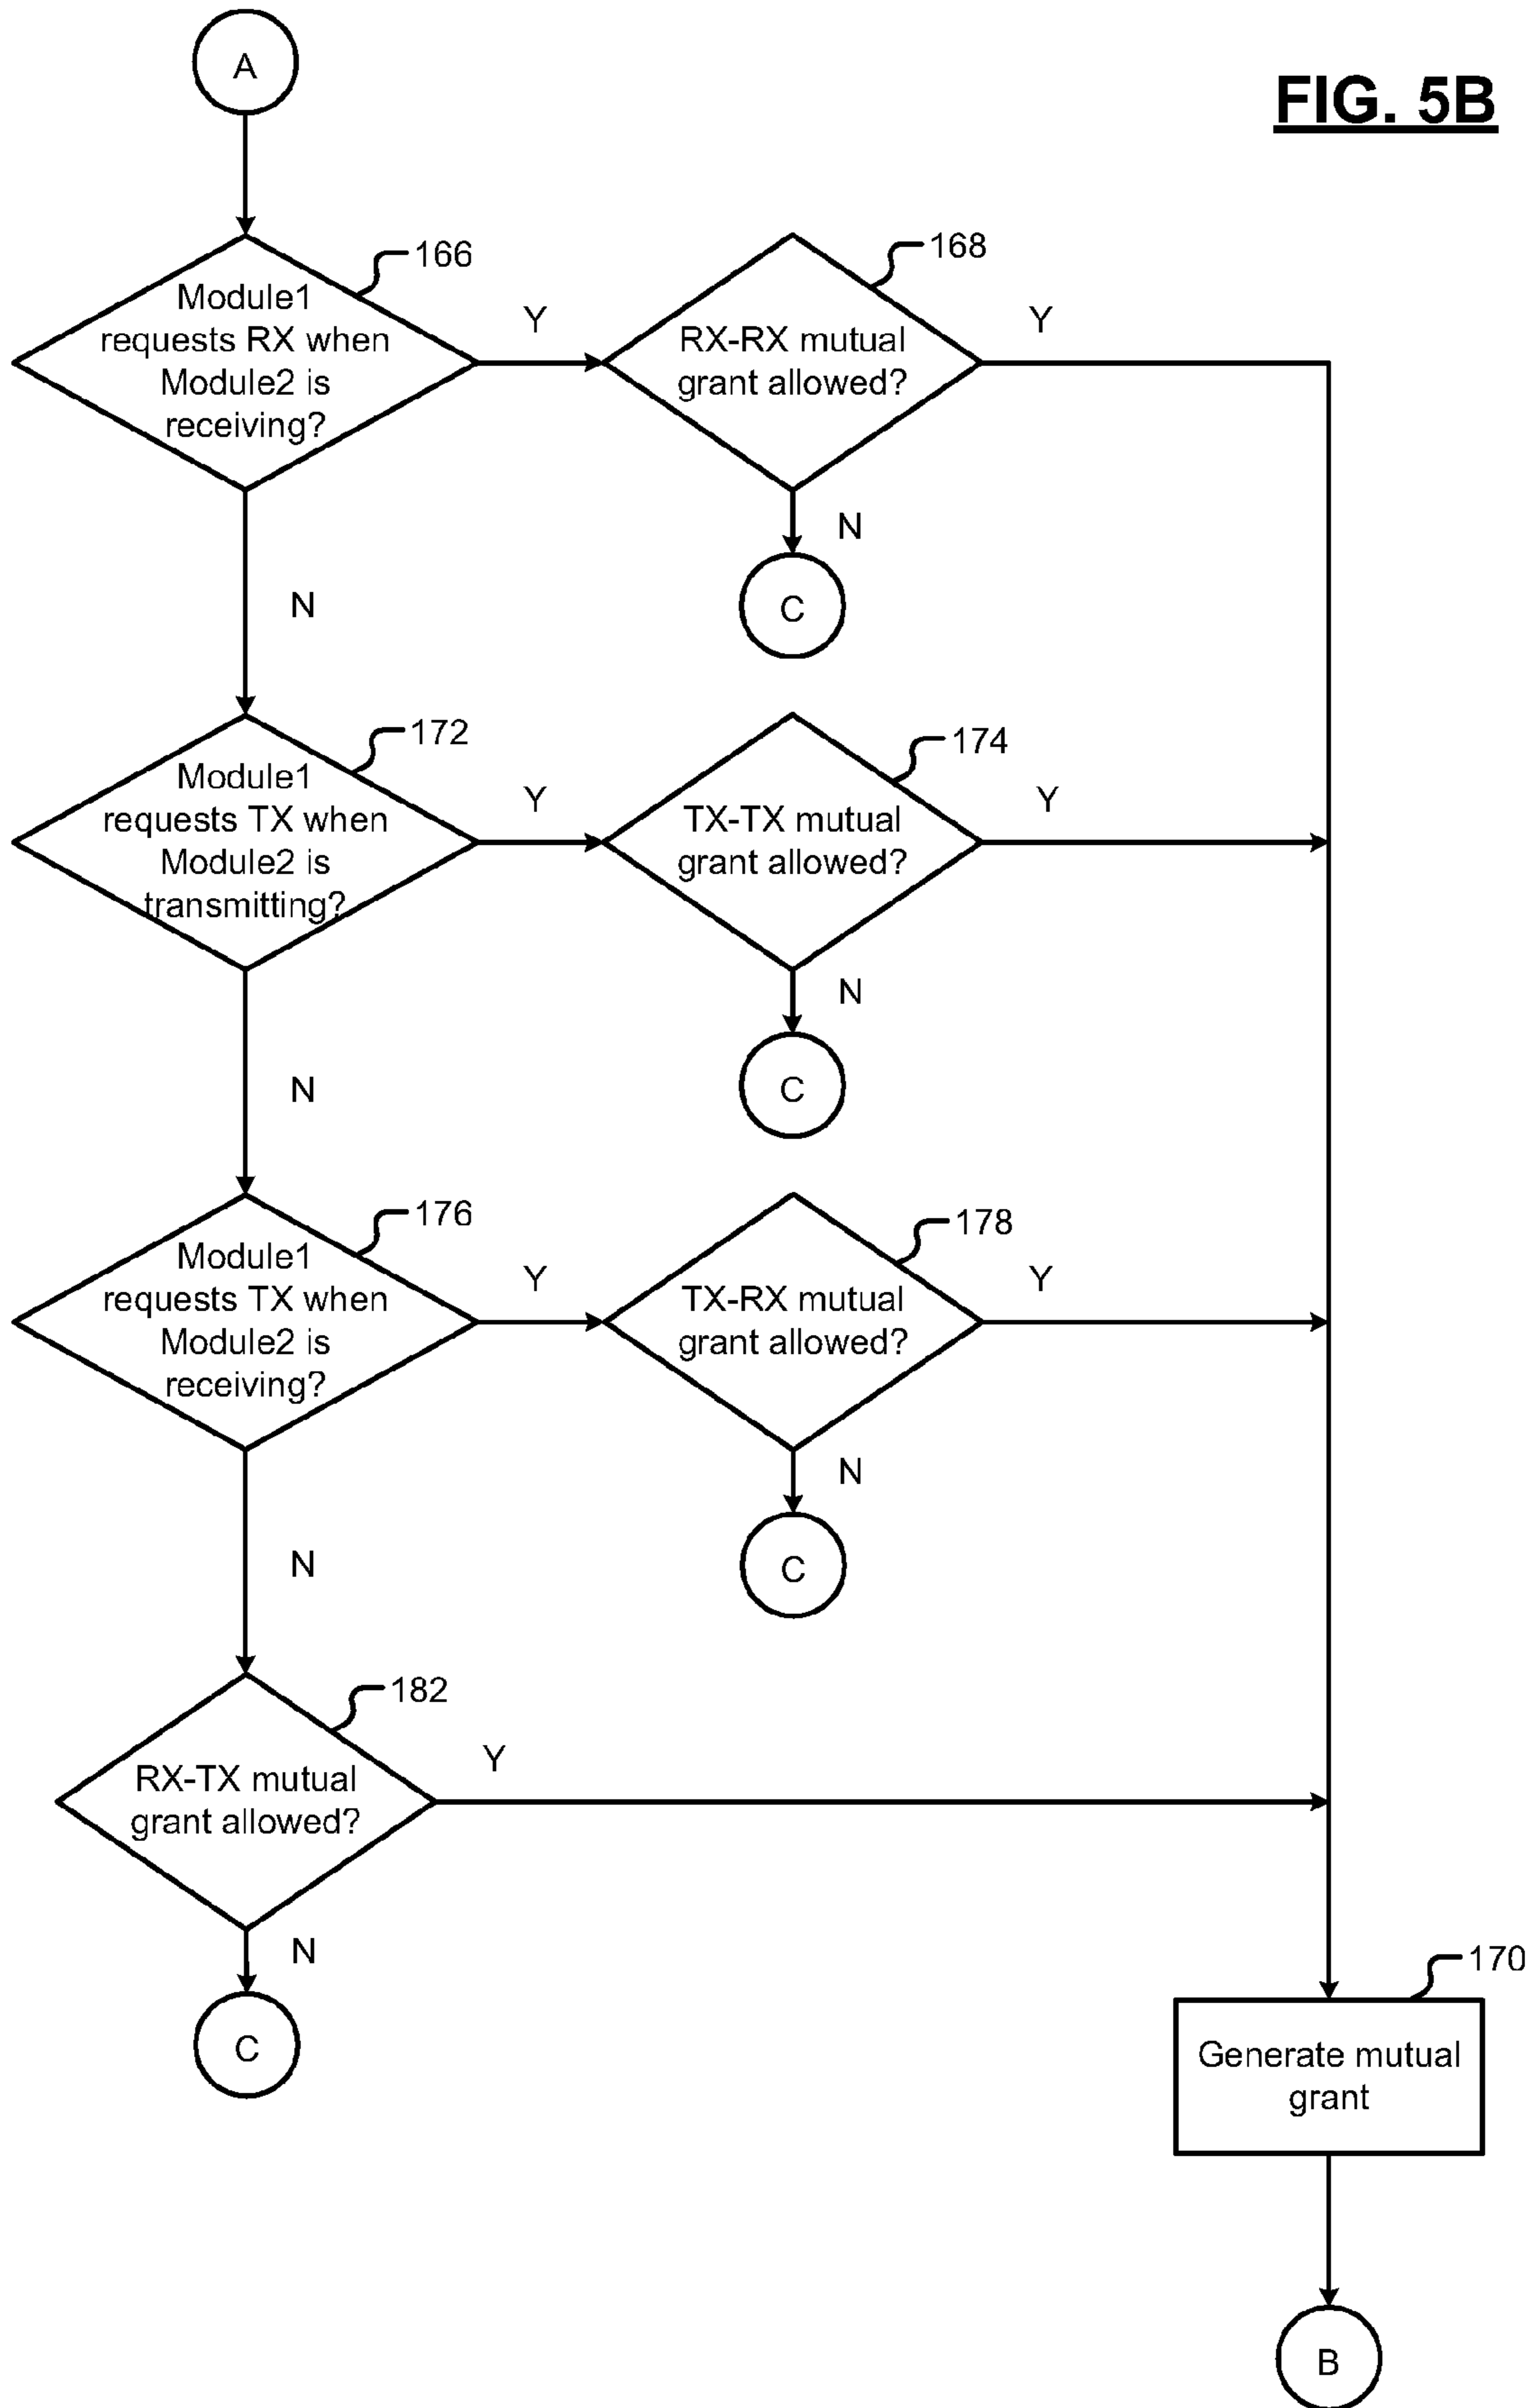 FIG. 5B
A
166
Module1
requests RX when
Module2 is
receiving?
Y
168
RX-RX mutual
grant allowed?
Y
N
C
N
172
Module1
requests TX when
Module2 is
transmitting?
Y
174
TX-TX mutual
grant allowed?
Y
N
C
N
176
Module1
requests TX when
Module2 is
receiving?
Y
178
TX-RX mutual
grant allowed?
Y
N
C
N
182
RX-TX mutual
grant allowed?
Y
N
C
170
Generate mutual
grant
B